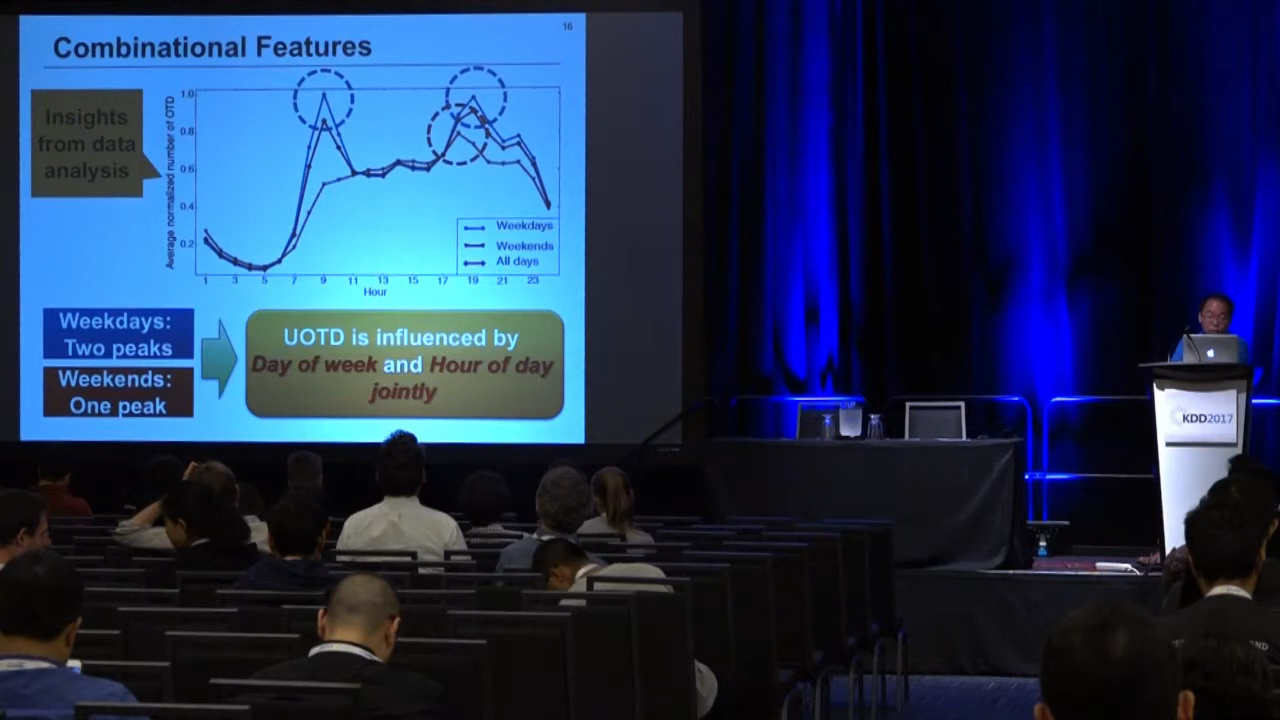 16
Combinational Features
Insights
from data
analysis
Average normalized number of OTD
1.0
0.8
0.6
0.4
0.2
Weekdays
Weekends
All days
1 3 5 7 9 11 13 15 17 19 21 23
Hour
Weekdays:
Two peaks
Weekends:
One peak
UOTD is influenced by
Day of week and Hour of day
jointly
KDD2017